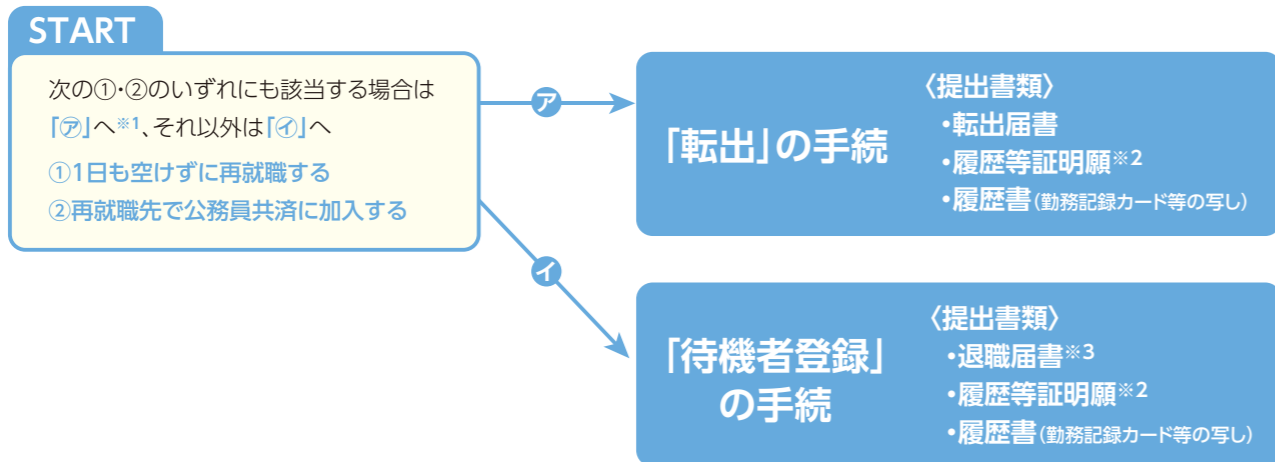 START
次の①・②のいずれにも該当する場合は
「㋐」へ※1、それ以外は「㋑」へ
①1日も空けずに再就職する
②再就職先で公務員共済に加入する
ア
「転出」の手続
〈提出書類〉
・転出届書
・履歴等証明願※2
・履歴書（勤務記録カード等の写し）
イ
「待機者登録」
の手続
〈提出書類〉
・退職届書※3
・履歴等証明願※2
・履歴書（勤務記録カード等の写し）